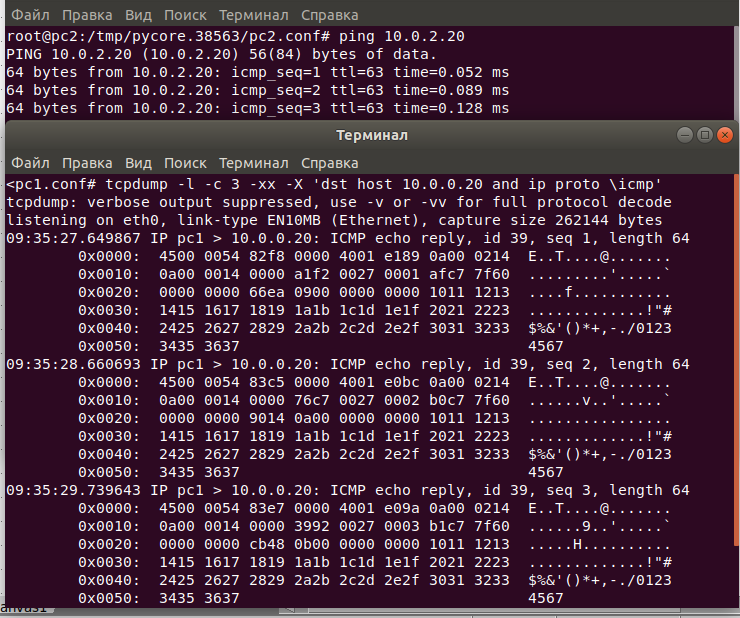 Файл Правка Вид Поиск Терминал Справка
root@pc2:/tmp/pycore.38563/pc2.conf# ping 10.0.2.20
PING 10.0.2.20 (10.0.2.20) 56(84) bytes of data.
64 bytes from 10.0.2.20: icmp_seq=1 ttl=63 time=0.052 ms
64 bytes from 10.0.2.20: icmp_seq=2 ttl=63 time=0.089 ms
64 bytes from 10.0.2.20: icmp_seq=3 ttl=63 time=0.128 ms
Терминал
Файл Правка Вид Поиск Терминал Справка
<pc1.conf# tcpdump -l -c 3 -xx -X 'dst host 10.0.0.20 and ip proto \icmp'
tcpdump: verbose output suppressed, use -v or -vv for full protocol decode
listening on eth0, link-type EN10MB (Ethernet), capture size 262144 bytes
09:35:27.649867 IP pc1 > 10.0.0.20: ICMP echo reply, id 39, seq 1, length 64
0x0000:  4500 0054 82f8 0000 4001 e189 0a00 0214  E..T....@.......
0x0010:  0a00 0014 0000 a1f2 0027 0001 afc7 7f60  .........'.....`
0x0020:  0000 0000 66ea 0900 0000 0000 1011 1213  ....f...........
0x0030:  1415 1617 1819 1a1b 1c1d 1e1f 2021 2223  .............!"#
0x0040:  2425 2627 2829 2a2b 2c2d 2e2f 3031 3233  $%&'()*+,-./0123
0x0050:  3435 3637  4567
09:35:28.660693 IP pc1 > 10.0.0.20: ICMP echo reply, id 39, seq 2, length 64
0x0000:  4500 0054 83c5 0000 4001 e0bc 0a00 0214  E..T....@.......
0x0010:  0a00 0014 0000 76c7 0027 0002 b0c7 7f60  ......v..'.....`
0x0020:  0000 0000 9014 0a00 0000 0000 1011 1213  ................
0x0030:  1415 1617 1819 1a1b 1c1d 1e1f 2021 2223  .............!"#
0x0040:  2425 2627 2829 2a2b 2c2d 2e2f 3031 3233  $%&'()*+,-./0123
0x0050:  3435 3637  4567
09:35:29.739643 IP pc1 > 10.0.0.20: ICMP echo reply, id 39, seq 3, length 64
0x0000:  4500 0054 83e7 0000 4001 e09a 0a00 0214  E..T....@.......
0x0010:  0a00 0014 0000 3992 0027 0003 b1c7 7f60  ......9..'.....`
0x0020:  0000 0000 cb48 0b00 0000 0000 1011 1213  .....H..........
0x0030:  1415 1617 1819 1a1b 1c1d 1e1f 2021 2223  .............!"#
0x0040:  2425 2627 2829 2a2b 2c2d 2e2f 3031 3233  $%&'()*+,-./0123
0x0050:  3435 3637  4567